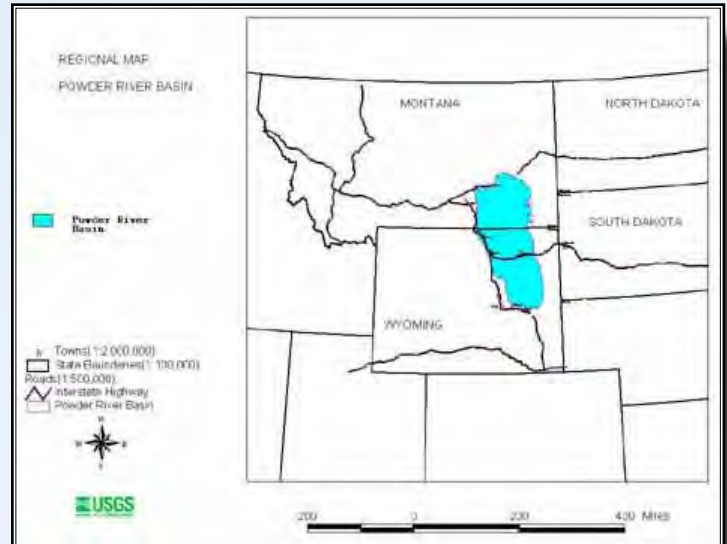 REGIONAL MAP
POWDER RIVER BASIN
MONTANA
NORTH DAKOTA
SOUTH DAKOTA
WYOMING
Powder River
Basin
Towns(1:2,000,000)
State Boundaries(1:100,000)
Roads(1:500,000)
Interstate Highway
Powder River Basin
USGS
200 0 200 400 Miles